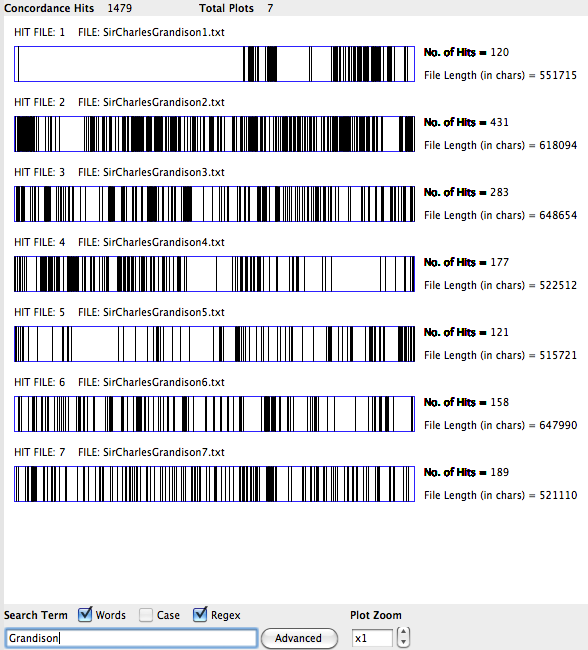 Concordance Hits 1479 Total Plots 7
HIT FILE: 1 FILE: SirCharlesGrandison1.txt
No. of Hits = 120
File Length (in chars) = 551715
HIT FILE: 2 FILE: SirCharlesGrandison2.txt
No. of Hits = 431
File Length (in chars) = 618094
HIT FILE: 3 FILE: SirCharlesGrandison3.txt
No. of Hits = 283
File Length (in chars) = 648654
HIT FILE: 4 FILE: SirCharlesGrandison4.txt
No. of Hits = 177
File Length (in chars) = 522512
HIT FILE: 5 FILE: SirCharlesGrandison5.txt
No. of Hits = 121
File Length (in chars) = 515721
HIT FILE: 6 FILE: SirCharlesGrandison6.txt
No. of Hits = 158
File Length (in chars) = 647990
HIT FILE: 7 FILE: SirCharlesGrandison7.txt
No. of Hits = 189
File Length (in chars) = 521110
Search Term Words Case Regex Plot Zoom
Grandison Advanced x1